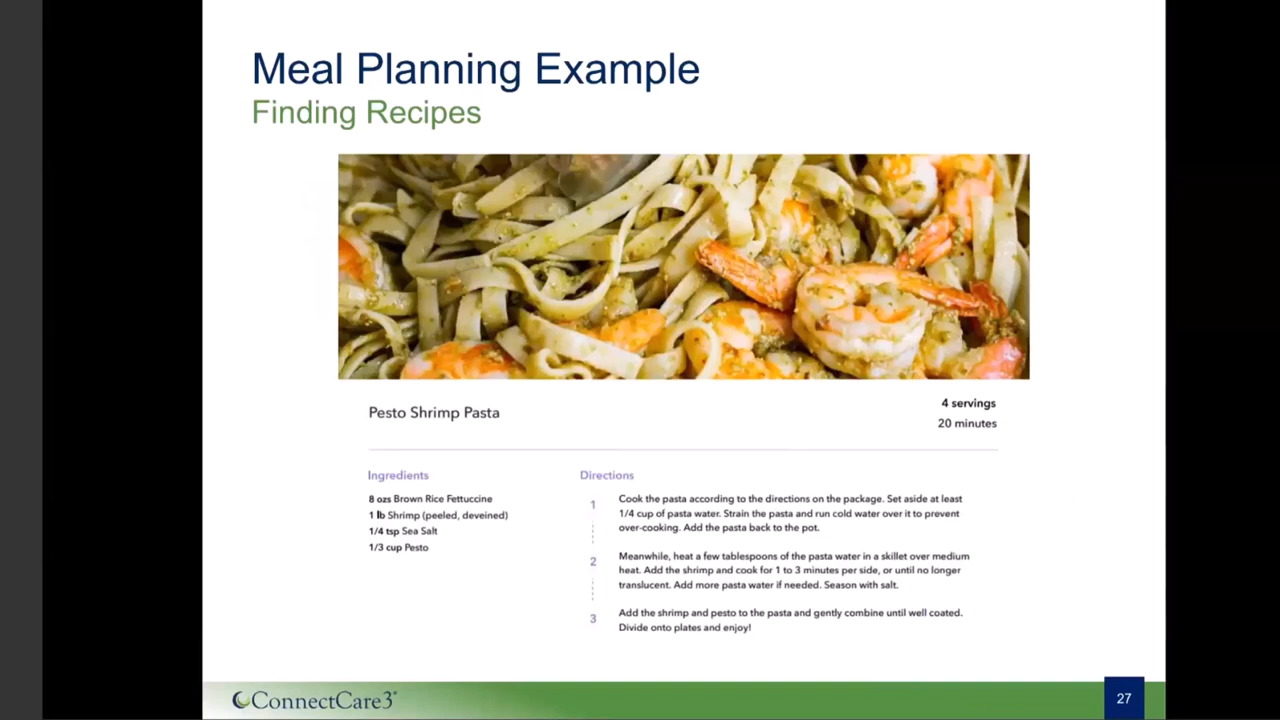 Meal Planning Example
Finding Recipes
Pesto Shrimp Pasta
4 servings
20 minutes
Ingredients
8 ozs Brown Rice Fettuccine
1 lb Shrimp (peeled, deveined)
1/4 tsp Sea Salt
1/3 cup Pesto
Directions
1
Cook the pasta according to the directions on the package. Set aside at least
1/4 cup of pasta water. Strain the pasta and run cold water over it to prevent
over-cooking. Add the pasta back to the pot.
2
Meanwhile, heat a few tablespoons of the pasta water in a skillet over medium
heat. Add the shrimp and cook for 1 to 3 minutes per side, or until no longer
translucent. Add more pasta water if needed. Season with salt.
3
Add the shrimp and pesto to the pasta and gently combine until well coated.
Divide onto plates and enjoy!
ConnectCare3®
27